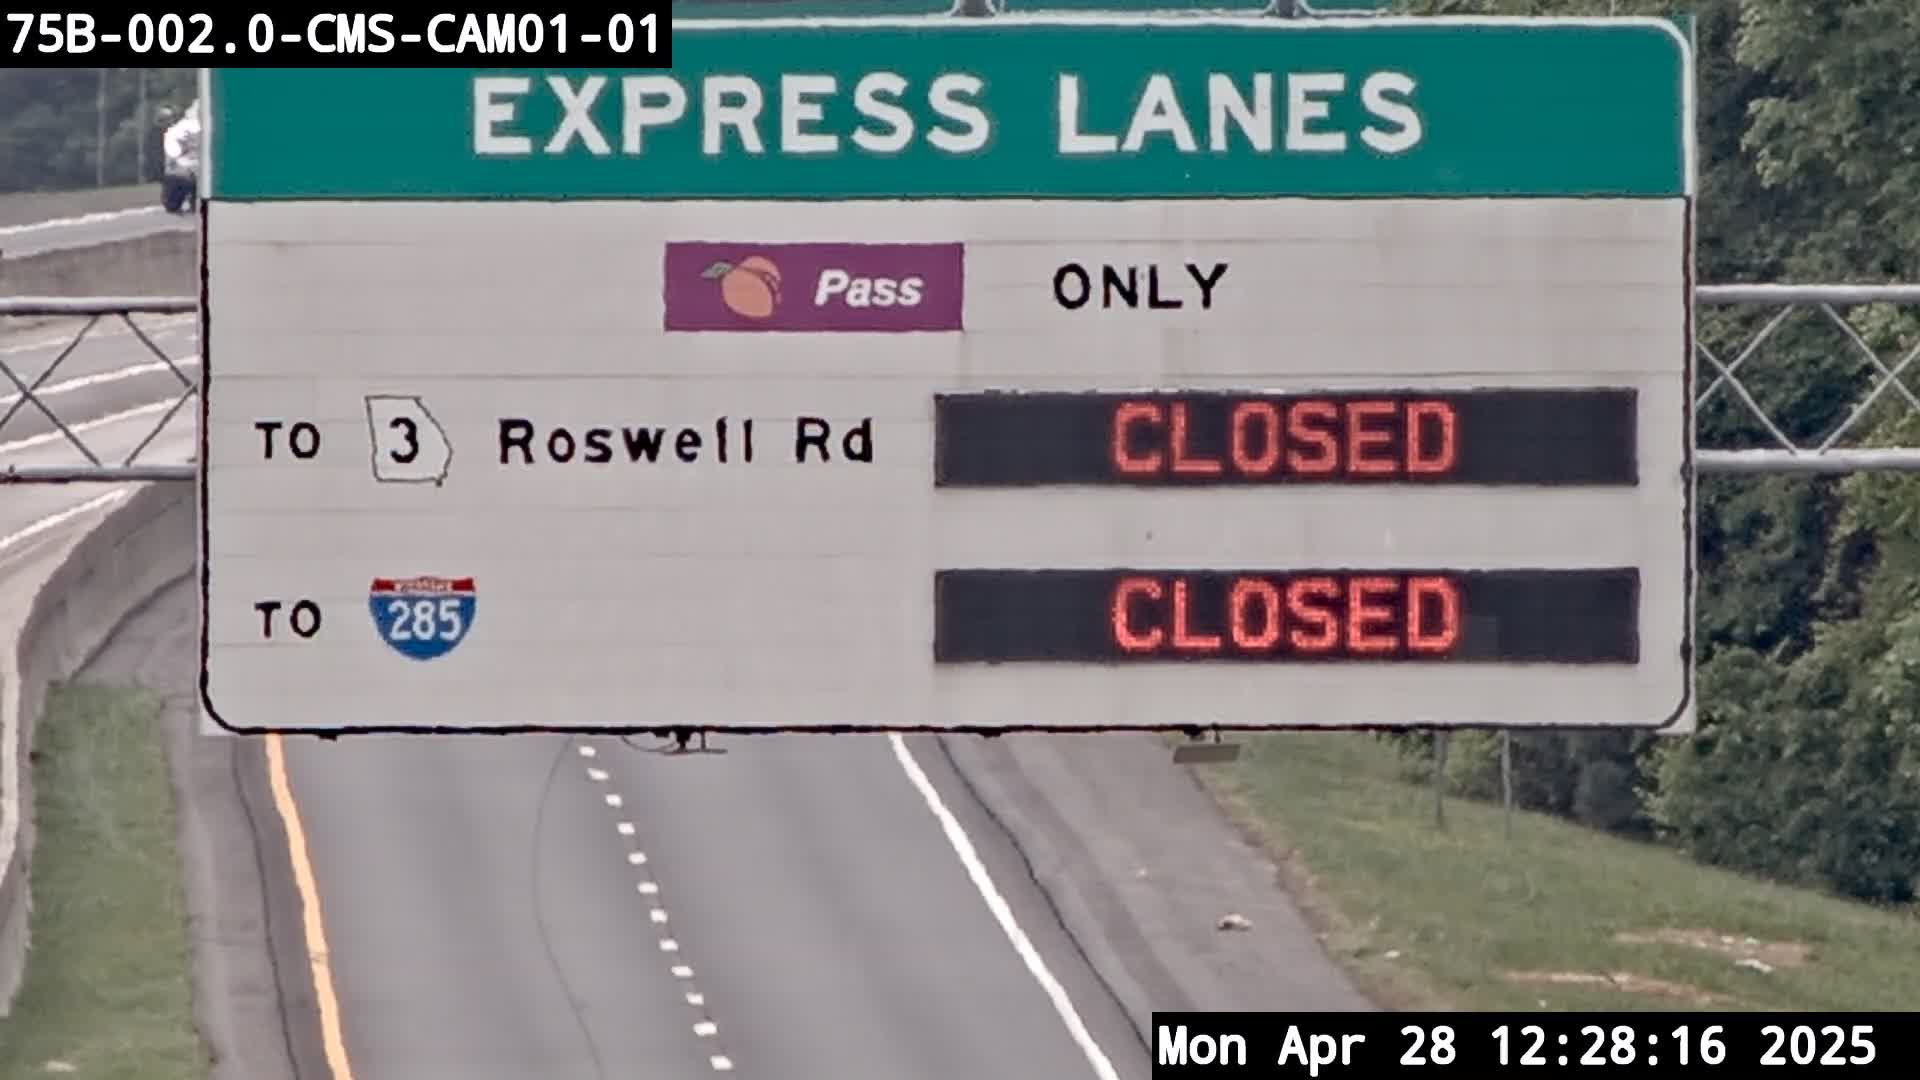 75B-002.0-CMS-CAM01-01
EXPRESS LANES
Pass ONLY
TO 3 Roswell Rd CLOSED
TO 285 CLOSED
Mon Apr 28 12:28:16 2025